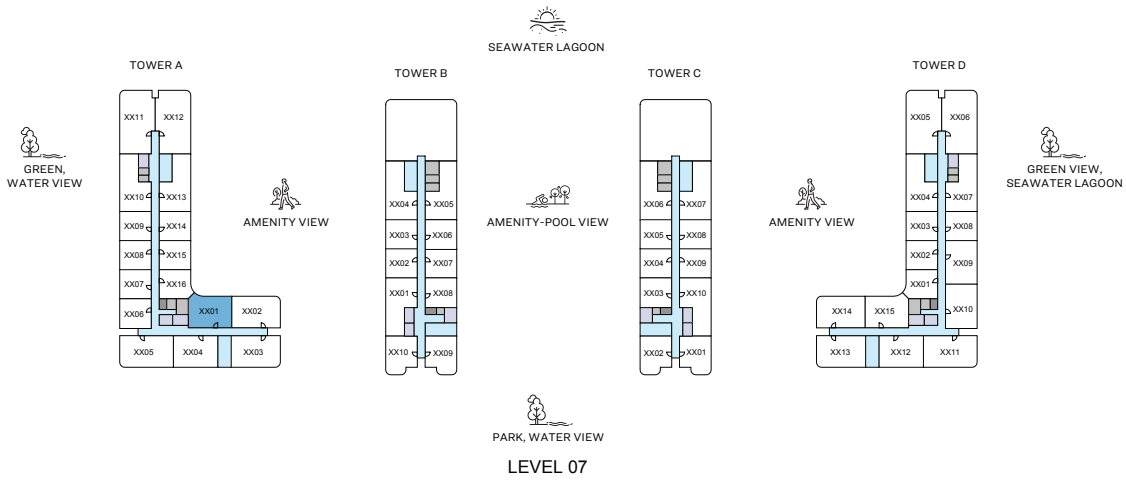 SEAWATER LAGOON
TOWER A
TOWER B
TOWER C
TOWER D
XX11 XX12
XX10 XX13
XX09 XX14
XX08 XX15
XX07 XX16
XX06
XX01 XX02
XX05 XX04 XX03
XX04 XX05
XX03 XX06
XX02 XX07
XX01 XX08
XX10 XX09
XX06 XX07
XX05 XX08
XX04 XX09
XX03 XX10
XX02 XX01
XX05 XX06
XX04 XX07
XX03 XX08
XX02 XX09
XX01
XX10
XX14 XX15
XX13 XX12 XX11
GREEN,
WATER VIEW
AMENITY VIEW
AMENITY-POOL VIEW
AMENITY VIEW
GREEN VIEW,
SEAWATER LAGOON
PARK, WATER VIEW
LEVEL 07